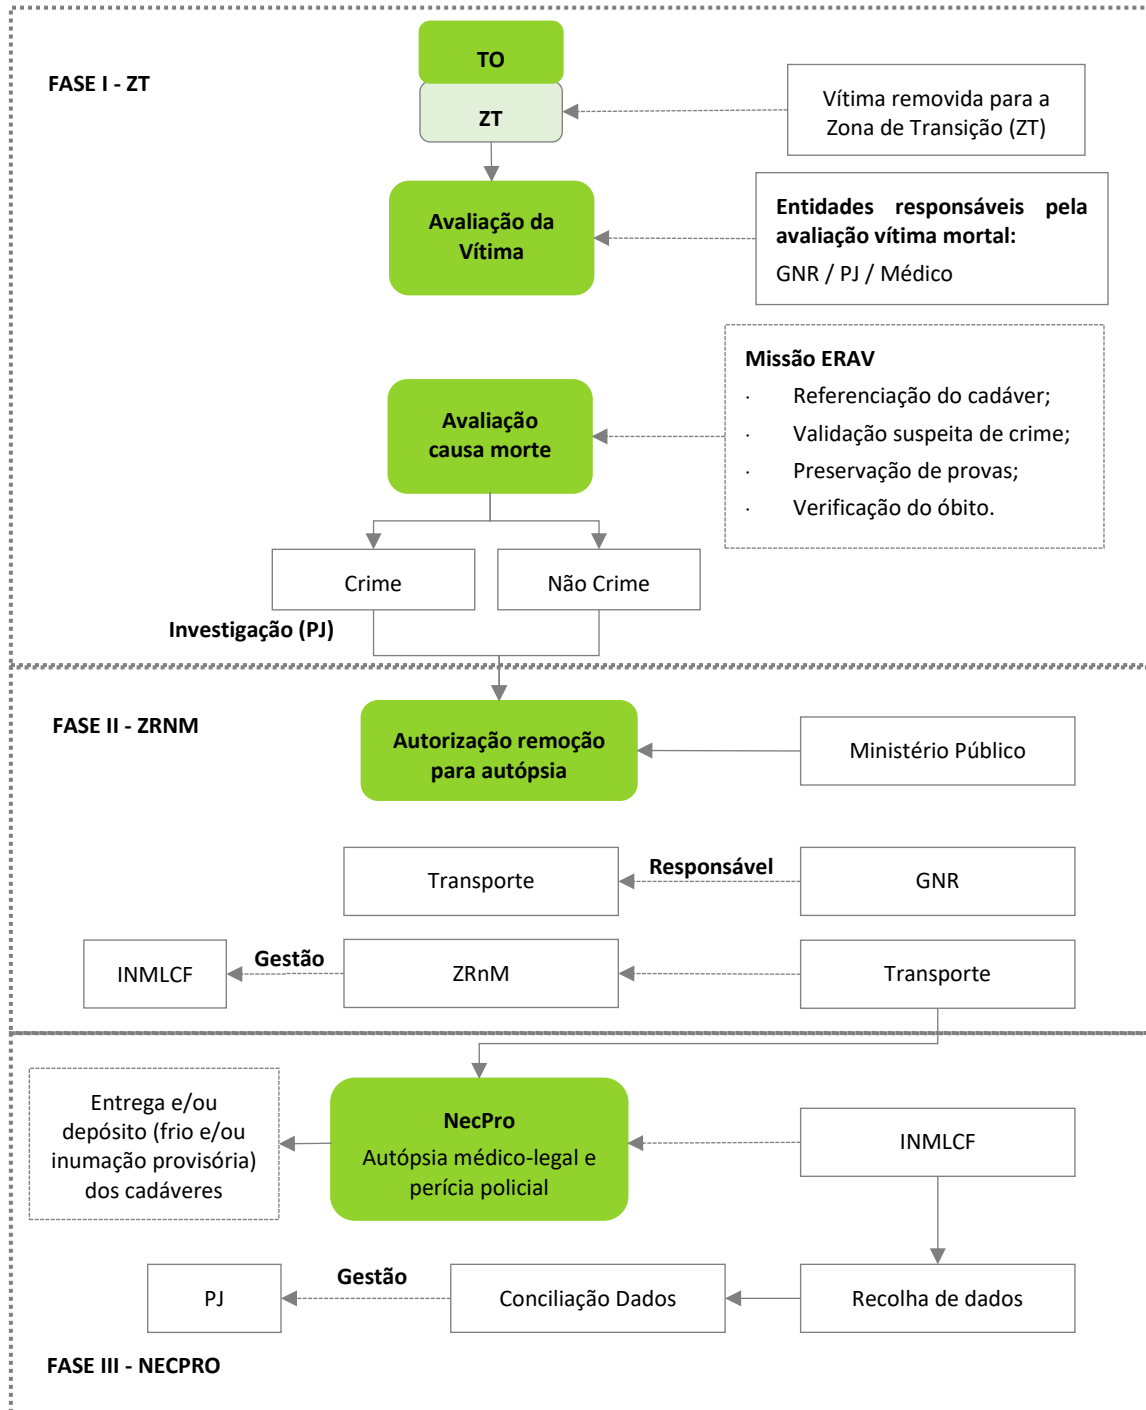 FASE I - ZT
TO
ZT
Vítima removida para a
Zona de Transição (ZT)
Avaliação da
Vítima
Entidades responsáveis pela
avaliação vítima mortal:
GNR / PJ / Médico
Avaliação
causa morte
Missão ERAV
· Referenciação do cadáver;
· Validação suspeita de crime;
· Preservação de provas;
· Verificação do óbito.
Crime
Não Crime
Investigação (PJ)
FASE II - ZRNM
Autorização remoção
para autópsia
Ministério Público
Transporte
Responsável
GNR
INMLCF
Gestão
ZRnM
Transporte
Entrega e/ou
depósito (frio e/ou
inumação provisória)
dos cadáveres
NecPro
Autópsia médico-legal e
perícia policial
INMLCF
PJ
Gestão
Conciliação Dados
Recolha de dados
FASE III - NECPRO